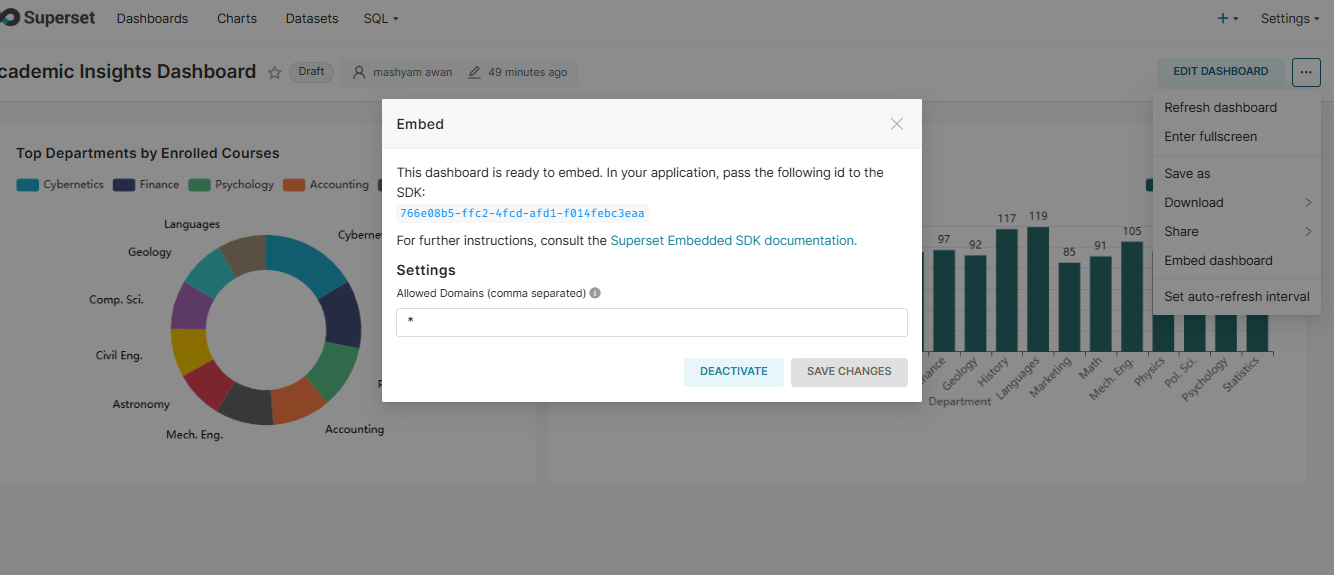 Superset Dashboards Charts Datasets SQL Settings
cademic Insights Dashboard Draft mashyam awan 49 minutes ago EDIT DASHBOARD ...
Refresh dashboard
Enter fullscreen
Save as
Download
Share
Embed dashboard
Set auto-refresh interval
Embed
This dashboard is ready to embed. In your application, pass the following id to the
SDK:
766e08b5-ffc2-4fcd-afd1-f014febc3eaa
For further instructions, consult the Superset Embedded SDK documentation.
Settings
Allowed Domains (comma separated)
*
DEACTIVATE SAVE CHANGES
Top Departments by Enrolled Courses
Cybernetics Finance Psychology Accounting
Languages
Cyberne
Geology
Comp. Sci.
Civil Eng.
Astronomy
Mech. Eng.
Accounting
97 92 117 119 85 91 105
nance Geology History Languages Marketing Math Mech. Eng. Physics Pol. Sci. Psychology Statistics
Department